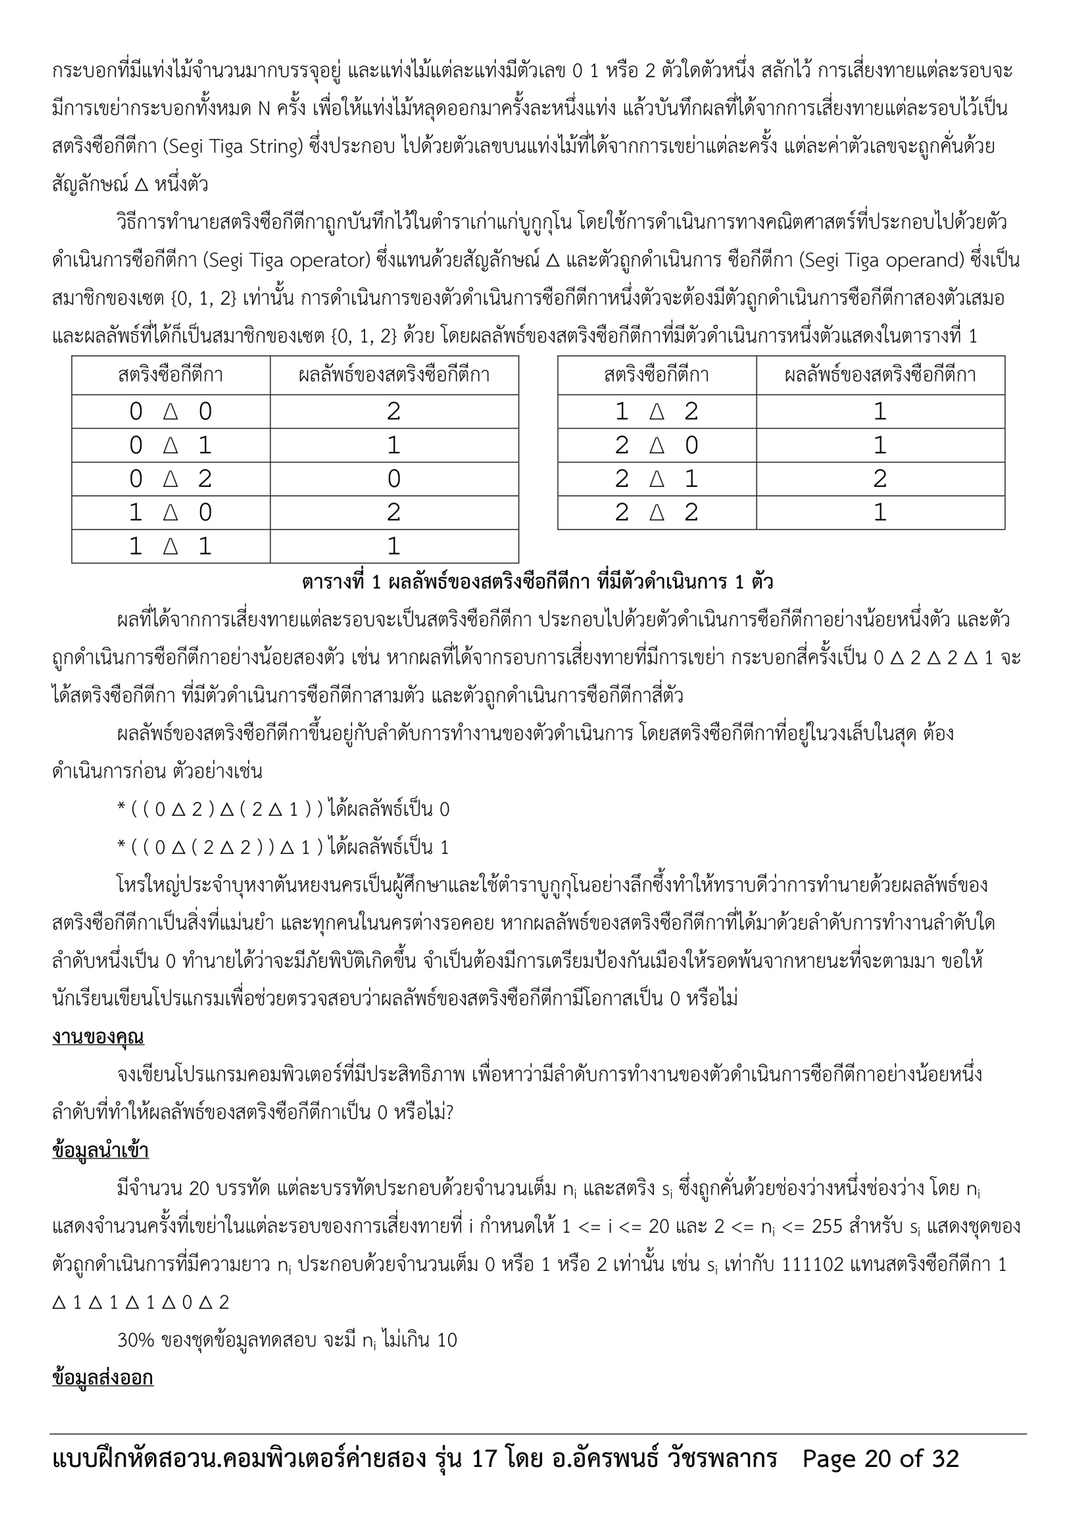 กระบอกที่มีแท่งไม้จำนวนมากบรรจุอยู่ และแท่งไม้แต่ละแท่งมีตัวเลข 0 1 หรือ 2 ตัวใดตัวหนึ่ง สลักไว้ การเสี่ยงทายแต่ละรอบจะ
มีการเขย่ากระบอกทั้งหมด N ครั้ง เพื่อให้แท่งไม้หลุดออกมาครั้งละหนึ่งแท่ง แล้วบันทึกผลที่ได้จากการเสี่ยงทายแต่ละรอบไว้เป็น
สตริงซือกีตีกา (Segi Tiga String) ซึ่งประกอบ ไปด้วยตัวเลขบนแท่งไม้ที่ได้จากการเขย่าแต่ละครั้ง แต่ละค่าตัวเลขจะถูกคั่นด้วย
สัญลักษณ์ Δ หนึ่งตัว
วิธีการทำนายสตริงซือกีตีกาถูกบันทึกไว้ในตำราเก่าแก่บูกูกุโน โดยใช้การดำเนินการทางคณิตศาสตร์ที่ประกอบไปด้วยตัว
ดำเนินการซือกีตีกา (Segi Tiga operator) ซึ่งแทนด้วยสัญลักษณ์ Δ และตัวถูกดำเนินการ ซือกีตีกา (Segi Tiga operand) ซึ่งเป็น
สมาชิกของเซต {0, 1, 2} เท่านั้น การดำเนินการของตัวดำเนินการซือกีตีกาหนึ่งตัวจะต้องมีตัวถูกดำเนินการซือกีตีกาสองตัวเสมอ
และผลลัพธ์ที่ได้ก็เป็นสมาชิกของเซต {0, 1, 2} ด้วย โดยผลลัพธ์ของสตริงซือกีตีกาที่มีตัวดำเนินการหนึ่งตัวแสดงในตารางที่ 1
สตริงซือกีตีกา ผลลัพธ์ของสตริงซือกีตีกา
0 Δ 0 2
0 Δ 1 1
0 Δ 2 0
1 Δ 0 2
1 Δ 1 1
สตริงซือกีตีกา ผลลัพธ์ของสตริงซือกีตีกา
1 Δ 2 1
2 Δ 0 1
2 Δ 1 2
2 Δ 2 1
ตารางที่ 1 ผลลัพธ์ของสตริงซือกีตีกา ที่มีตัวดำเนินการ 1 ตัว
ผลที่ได้จากการเสี่ยงทายแต่ละรอบจะเป็นสตริงซือกีตีกา ประกอบไปด้วยตัวดำเนินการซือกีตีกาอย่างน้อยหนึ่งตัว และตัว
ถูกดำเนินการซือกีตีกาอย่างน้อยสองตัว เช่น หากผลที่ได้จากรอบการเสี่ยงทายที่มีการเขย่า กระบอกสี่ครั้งเป็น 0 Δ 2 Δ 2 Δ 1 จะ
ได้สตริงซือกีตีกา ที่มีตัวดำเนินการซือกีตีกาสามตัว และตัวถูกดำเนินการซือกีตีกาสี่ตัว
ผลลัพธ์ของสตริงซือกีตีกาขึ้นอยู่กับลำดับการทำงานของตัวดำเนินการ โดยสตริงซือกีตีกาที่อยู่ในวงเล็บในสุด ต้อง
ดำเนินการก่อน ตัวอย่างเช่น
* ( ( 0 Δ 2 ) Δ ( 2 Δ 1 ) ) ได้ผลลัพธ์เป็น 0
* ( ( 0 Δ ( 2 Δ 2 ) ) Δ 1 ) ได้ผลลัพธ์เป็น 1
โหรใหญ่ประจำบุหงาตันหยงนครเป็นผู้ศึกษาและใช้ตำราบูกูกุโนอย่างลึกซึ้งทำให้ทราบดีว่าการทำนายด้วยผลลัพธ์ของ
สตริงซือกีตีกาเป็นสิ่งที่แม่นยำ และทุกคนในนครต่างรอคอย หากผลลัพธ์ของสตริงซือกีตีกาที่ได้มาด้วยลำดับการทำงานลำดับใด
ลำดับหนึ่งเป็น 0 ทำนายได้ว่าจะมีภัยพิบัติเกิดขึ้น จำเป็นต้องมีการเตรียมป้องกันเมืองให้รอดพ้นจากหายนะที่จะตามมา ขอให้
นักเรียนเขียนโปรแกรมเพื่อช่วยตรวจสอบว่าผลลัพธ์ของสตริงซือกีตีกามีโอกาสเป็น 0 หรือไม่
งานของคุณ
จงเขียนโปรแกรมคอมพิวเตอร์ที่มีประสิทธิภาพ เพื่อหาว่ามีลำดับการทำงานของตัวดำเนินการซือกีตีกาอย่างน้อยหนึ่ง
ลำดับที่ทำให้ผลลัพธ์ของสตริงซือกีตีกาเป็น 0 หรือไม่?
ข้อมูลนำเข้า
มีจำนวน 20 บรรทัด แต่ละบรรทัดประกอบด้วยจำนวนเต็ม nᵢ และสตริง sᵢ ซึ่งถูกคั่นด้วยช่องว่างหนึ่งช่องว่าง โดย nᵢ
แสดงจำนวนครั้งที่เขย่าในแต่ละรอบของการเสี่ยงทายที่ i กำหนดให้ 1 <= i <= 20 และ 2 <= nᵢ <= 255 สำหรับ sᵢ แสดงชุดของ
ตัวถูกดำเนินการที่มีความยาว nᵢ ประกอบด้วยจำนวนเต็ม 0 หรือ 1 หรือ 2 เท่านั้น เช่น sᵢ เท่ากับ 111102 แทนสตริงซือกีตีกา 1
Δ 1 Δ 1 Δ 1 Δ 0 Δ 2
30% ของชุดข้อมูลทดสอบ จะมี nᵢ ไม่เกิน 10
ข้อมูลส่งออก
แบบฝึกหัดสอวน.คอมพิวเตอร์ค่ายสอง รุ่น 17 โดย อ.อัครพนธ์ วัชรพลากร Page 20 of 32